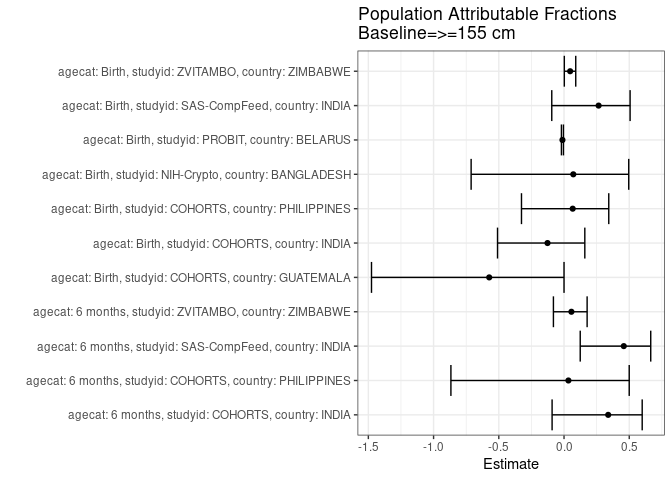 Population Attributable Fractions
Baseline=>=155 cm
agecat: Birth, studyid: ZVITAMBO, country: ZIMBABWE
agecat: Birth, studyid: SAS-CompFeed, country: INDIA
agecat: Birth, studyid: PROBIT, country: BELARUS
agecat: Birth, studyid: NIH-Crypto, country: BANGLADESH
agecat: Birth, studyid: COHORTS, country: PHILIPPINES
agecat: Birth, studyid: COHORTS, country: INDIA
agecat: Birth, studyid: COHORTS, country: GUATEMALA
agecat: 6 months, studyid: ZVITAMBO, country: ZIMBABWE
agecat: 6 months, studyid: SAS-CompFeed, country: INDIA
agecat: 6 months, studyid: COHORTS, country: PHILIPPINES
agecat: 6 months, studyid: COHORTS, country: INDIA
-1.5 -1.0 -0.5 0.0 0.5
Estimate